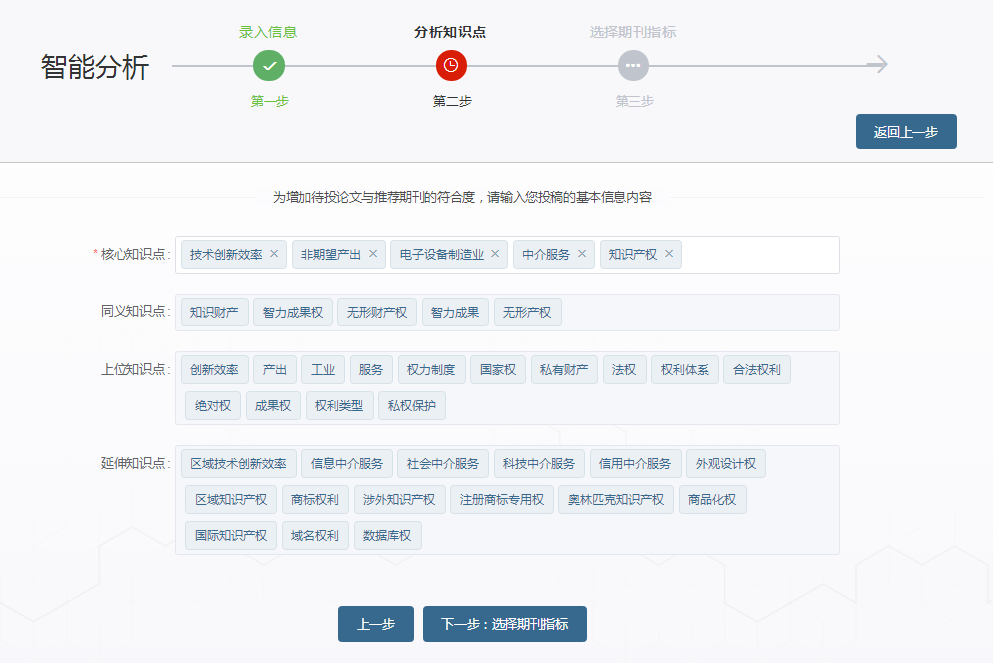 录入信息 分析知识点 选择期刊指标
智能分析
第一步 第二步 第三步
返回上一步
为增加待投论文与推荐期刊的符合度，请输入您投稿的基本信息内容
* 核心知识点: 技术创新效率 × 非期望产出 × 电子设备制造业 × 中介服务 × 知识产权 ×
同义知识点: 知识财产 智力成果权 无形财产权 智力成果 无形产权
上位知识点: 创新效率 产出 工业 服务 权力制度 国家权 私有财产 法权 权利体系 合法权利
绝对权 成果权 权利类型 私权保护
延伸知识点: 区域技术创新效率 信息中介服务 社会中介服务 科技中介服务 信用中介服务 外观设计权
区域知识产权 商标权利 涉外知识产权 注册商标专用权 奥林匹克知识产权 商品化权
国际知识产权 域名权利 数据库权
上一步 下一步：选择期刊指标